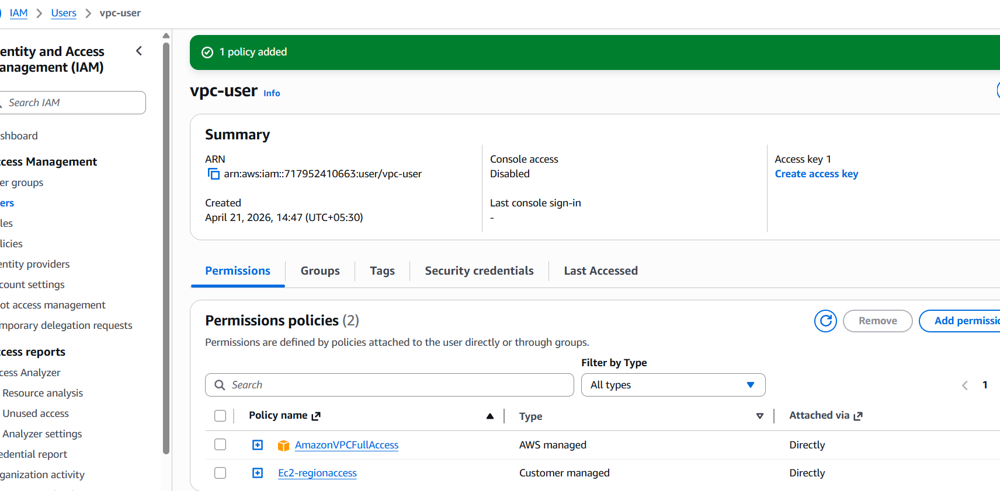 IAM > Users > vpc-user
entity and Access
anagement (IAM)
Search IAM
shboard
ccess Management
er groups
ers
les
licies
entity providers
count settings
ot access management
mporary delegation requests
ccess reports
cess Analyzer
Resource analysis
Unused access
Analyzer settings
edential report
ganization activity
1 policy added
vpc-user Info
Summary
ARN
arn:aws:iam::717952410663:user/vpc-user
Created
April 21, 2026, 14:47 (UTC+05:30)
Console access
Disabled
Last console sign-in
-
Access key 1
Create access key
Permissions Groups Tags Security credentials Last Accessed
Permissions policies (2)
Remove Add permissio
Permissions are defined by policies attached to the user directly or through groups.
Filter by Type
Search All types 1
Policy name Type Attached via
AmazonVPCFullAccess AWS managed Directly
Ec2-regionaccess Customer managed Directly